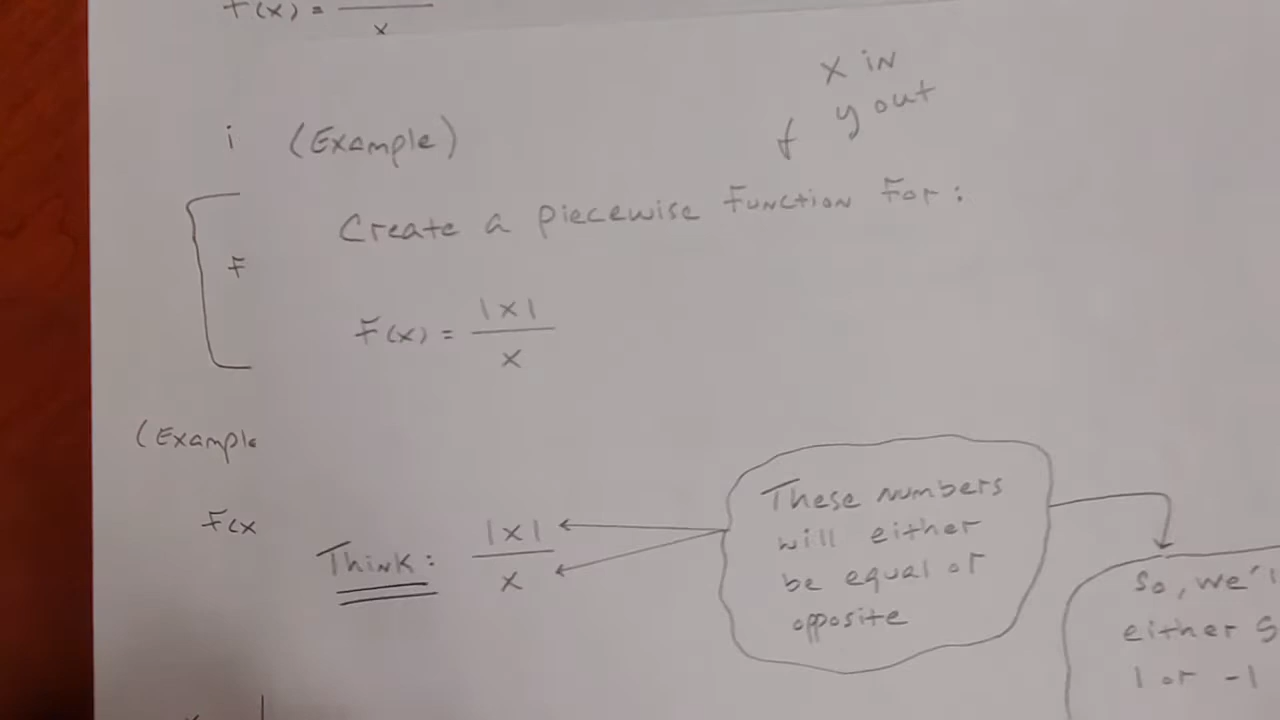 F(x) = 
x
x in
y out
f
i (Example)
Create a piecewise function for:
F
F(x) = |x|
x
(Example
F(x
Think: |x|
x
These numbers
will either
be equal or
opposite
So, we'l
either s
1 or -1